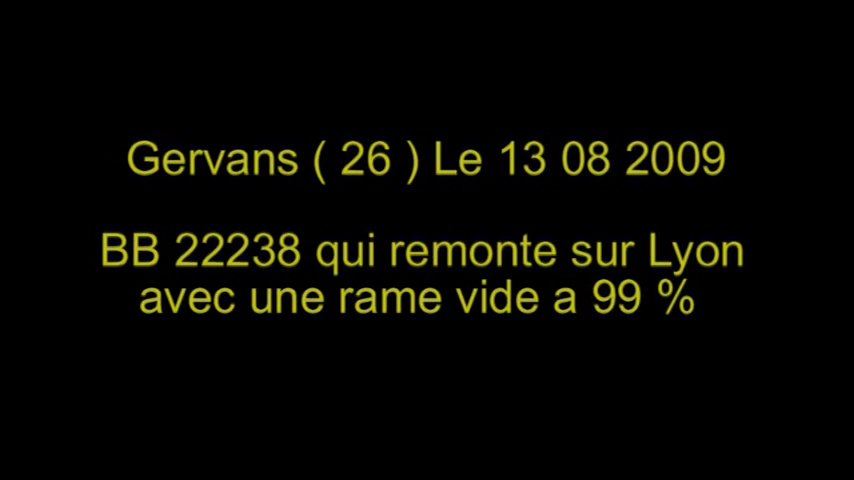 Gervans ( 26 ) Le 13 08 2009
BB 22238 qui remonte sur Lyon
avec une rame vide a 99 %